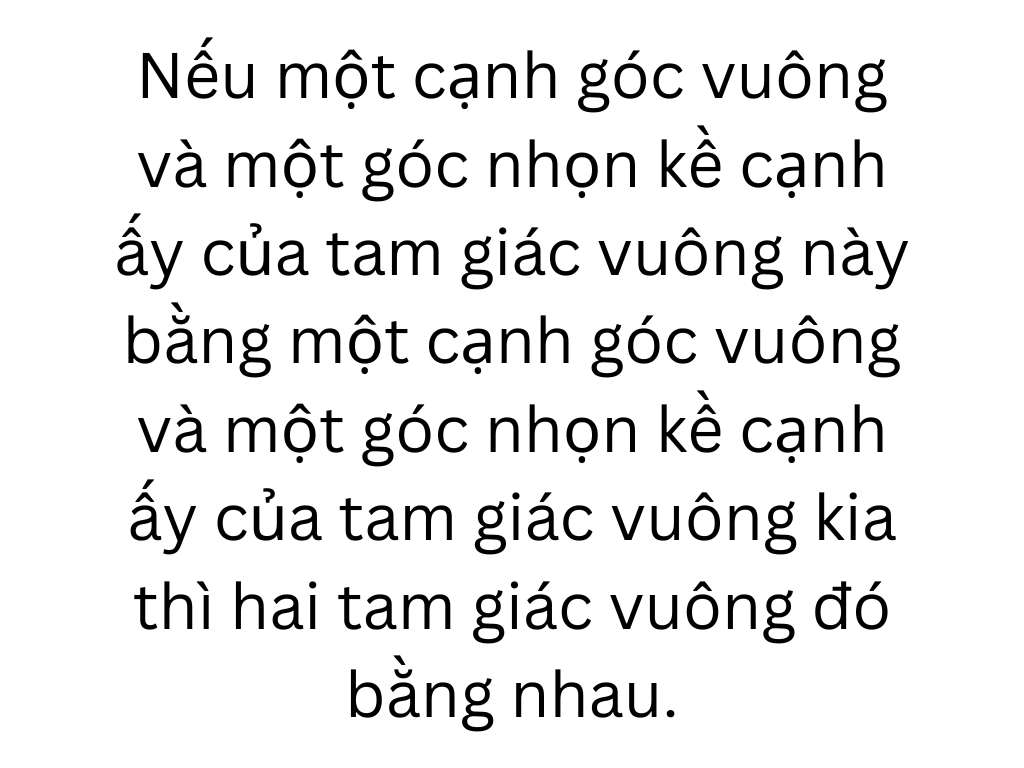 Nếu một cạnh góc vuông
và một góc nhọn kề cạnh
ấy của tam giác vuông này
bằng một cạnh góc vuông
và một góc nhọn kề cạnh
ấy của tam giác vuông kia
thì hai tam giác vuông đó
bằng nhau.